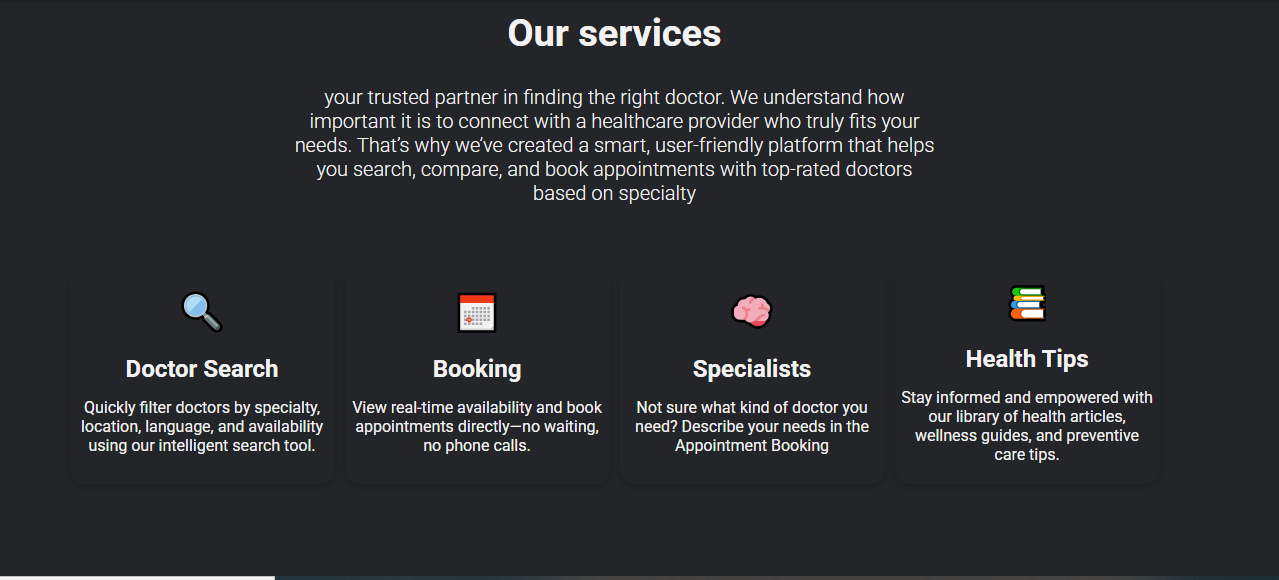 Our services
your trusted partner in finding the right doctor. We understand how
important it is to connect with a healthcare provider who truly fits your
needs. That’s why we’ve created a smart, user-friendly platform that helps
you search, compare, and book appointments with top-rated doctors
based on specialty
Doctor Search
Quickly filter doctors by specialty,
location, language, and availability
using our intelligent search tool.
Booking
View real-time availability and book
appointments directly—no waiting,
no phone calls.
Specialists
Not sure what kind of doctor you
need? Describe your needs in the
Appointment Booking
Health Tips
Stay informed and empowered with
our library of health articles,
wellness guides, and preventive
care tips.